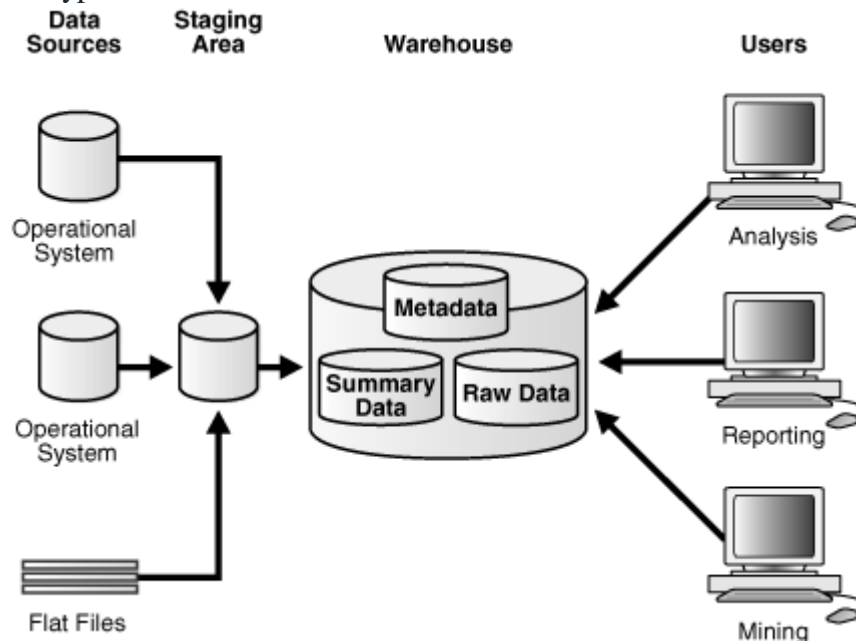 Data
Sources
Staging
Area
Warehouse
Users
Operational
System
Analysis
Metadata
Summary
Data
Raw Data
Operational
System
Reporting
Flat Files
Mining